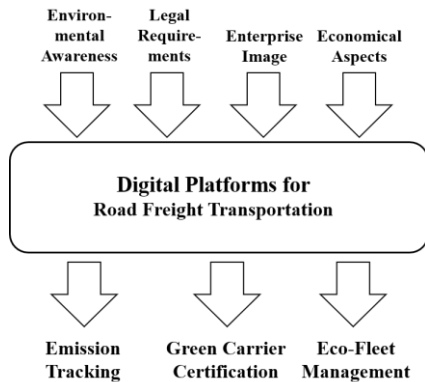 Environ-
mental
Awareness
Legal
Require-
ments
Enterprise
Image
Economical
Aspects
Digital Platforms for
Road Freight Transportation
Emission
Tracking
Green Carrier
Certification
Eco-Fleet
Management